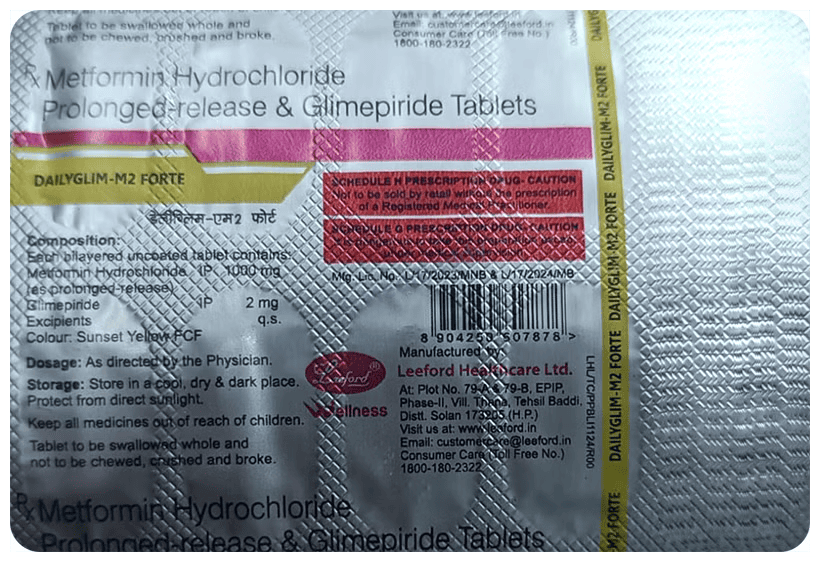 Tablet to be swallowed whole and
not to be chewed, crushed and broke.
Visit us at: www.leeford.in
Email: customercare@leeford.in
Consumer Care (Toll Free No.)
1800-180-2322
Rx Metformin Hydrochloride
Prolonged-release & Glimepiride Tablets
DAILYGLIM-M2 FORTE
डेलीग्लिम-एम2 फोर्ट
SCHEDULE H PRESCRIPTION DRUG- CAUTION
Not to be sold by retail without the prescription
of a Registered Medical Practitioner.
SCHEDULE G PRESCRIPTION DRUG- CAUTION
Mfg. Lic. No.: L/17/2023/MNB & L/17/2024/MB
Composition:
Each bilayered uncoated tablet contains:
Metformin Hydrochloride IP 1000 mg
(as prolonged-release)
Glimepiride IP 2 mg
Excipients q.s.
Colour: Sunset Yellow FCF
Dosage: As directed by the Physician.
Storage: Store in a cool, dry & dark place.
Protect from direct sunlight.
Keep all medicines out of reach of children.
Tablet to be swallowed whole and
not to be chewed, crushed and broke.
Leeford ®
Wellness
8 904250 507878 >
Manufactured by:
Leeford Healthcare Ltd.
At: Plot No. 79-A & 79-B, EPIP,
Phase-II, Vill. Thana, Tehsil Baddi,
Distt. Solan 173205 (H.P.)
Visit us at: www.leeford.in
Email: customercare@leeford.in
Consumer Care (Toll Free No.)
1800-180-2322
DAILYGLIM-M2 FORTE
DAILYGLIM-M2 FORTE
DAILYGLIM-M2 FORTE
M2 FORTE
Rx Metformin Hydrochloride
Prolonged-release & Glimepiride Tablets